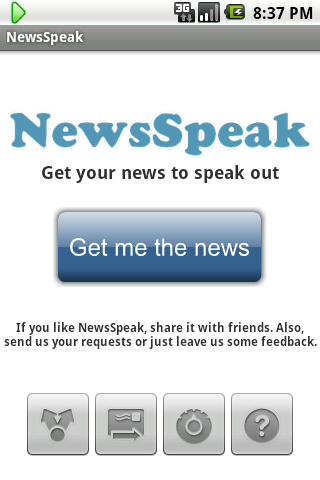 3G
8:37 PM
NewsSpeak
NewsSpeak
Get your news to speak out
Get me the news
If you like NewsSpeak, share it with friends. Also,
send us your requests or just leave us some feedback.
?